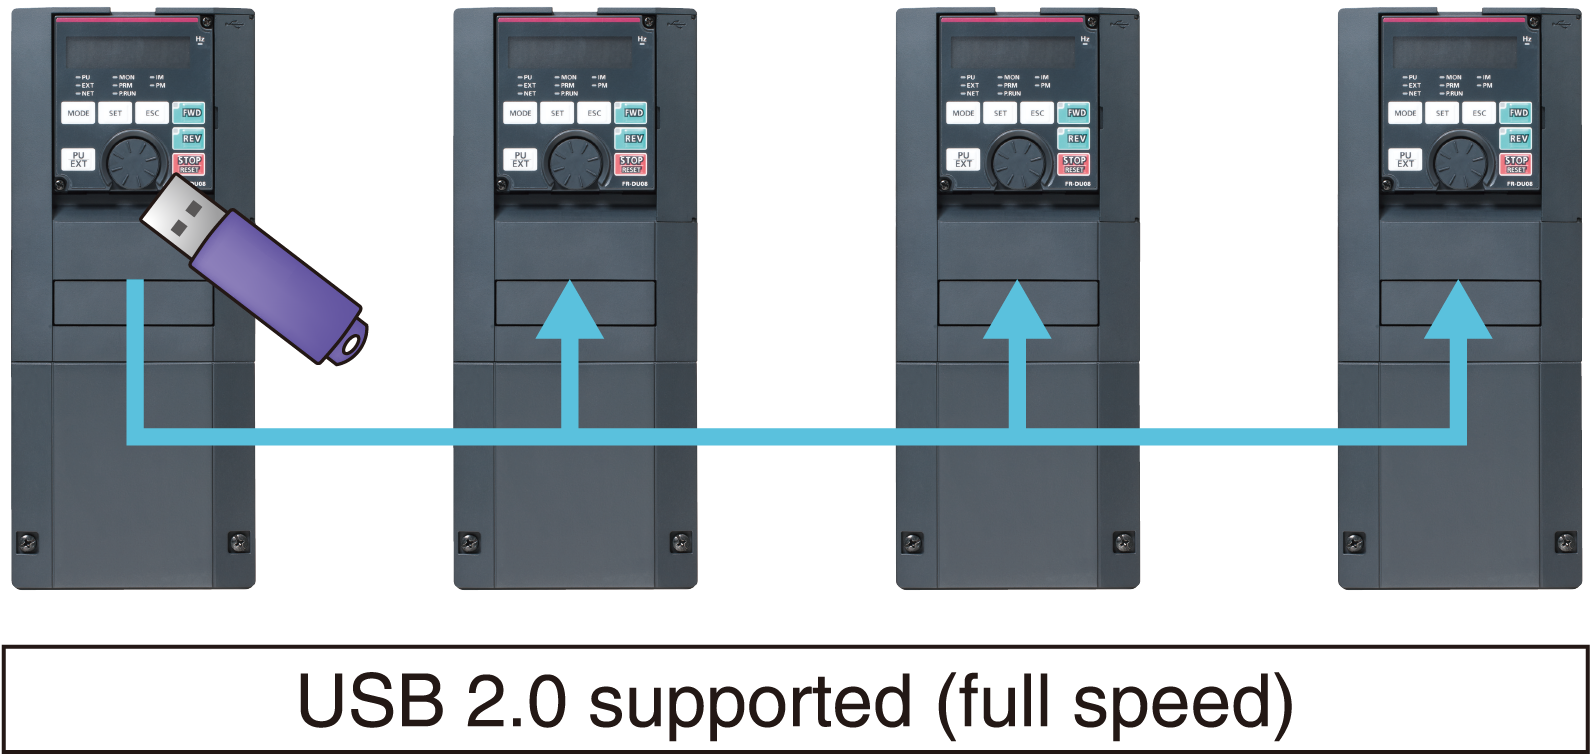 Hz
PU MON IM
EXT PRM PM
NET P.RUN
MODE SET ESC FWD
REV
PU
EXT
STOP
RESET
-DU08
Hz
PU MON IM
EXT PRM PM
NET P.RUN
MODE SET ESC FWD
REV
PU
EXT
STOP
RESET
FR-DU08
Hz
PU MON IM
EXT PRM PM
NET P.RUN
MODE SET ESC FWD
REV
PU
EXT
STOP
RESET
FR-DU08
Hz
PU MON IM
EXT PRM PM
NET P.RUN
MODE SET ESC FWD
REV
PU
EXT
STOP
RESET
FR-DU08
USB 2.0 supported (full speed)